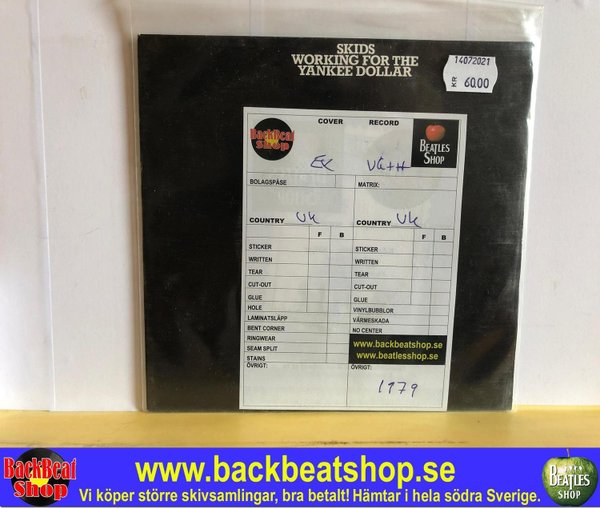 SKIDS
WORKING FOR THE
YANKEE DOLLAR
14072021
KR 60.00
COVER RECORD
BackBeat
Shop
BEATLES
SHOP
EX VG++
BOLAGSPÅSE MATRIX:
COUNTRY UK COUNTRY UK
F B F B
STICKER STICKER
WRITTEN WRITTEN
TEAR TEAR
CUT-OUT CUT-OUT
GLUE GLUE
HOLE VINYLBUBBLOR
LAMINATSLÄPP VÄRMESKADA
BENT CORNER NO CENTER
RINGWEAR www.backbeatshop.se
SEAM SPLIT www.beatlesshop.se
STAINS
ÖVRIGT: ÖVRIGT:
1979
BackBeat
Shop
www.backbeatshop.se
Vi köper större skivsamlingar, bra betalt! Hämtar i hela södra Sverige.
BEATLES
SHOP